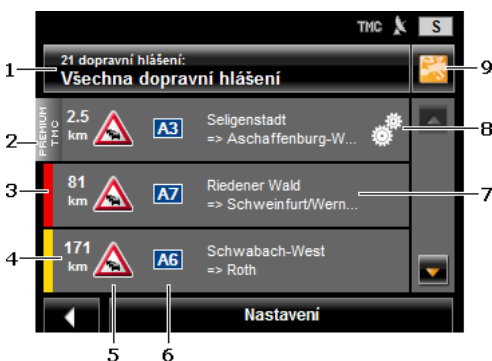 TMC S
21 dopravní hlášení:
Všechna dopravní hlášení
1
9
PREMIUM
TMC
2.5
km
A3
Seligenstadt
=> Aschaffenburg-W...
2
8
81
km
A7
Riedener Wald
=> Schweinfurt/Wern...
3
7
171
km
A6
Schwabach-West
=> Roth
4
Nastavení
5 6